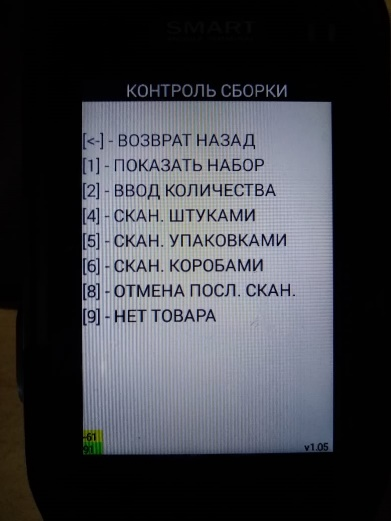 SMART
КОНТРОЛЬ СБОРКИ
[<-] - ВОЗВРАТ НАЗАД
[1] - ПОКАЗАТЬ НАБОР
[2] - ВВОД КОЛИЧЕСТВА
[4] - СКАН. ШТУКАМИ
[5] - СКАН. УПАКОВКАМИ
[6] - СКАН. КОРОБАМИ
[8] - ОТМЕНА ПОСЛ. СКАН.
[9] - НЕТ ТОВАРА
-61
91
v1.05